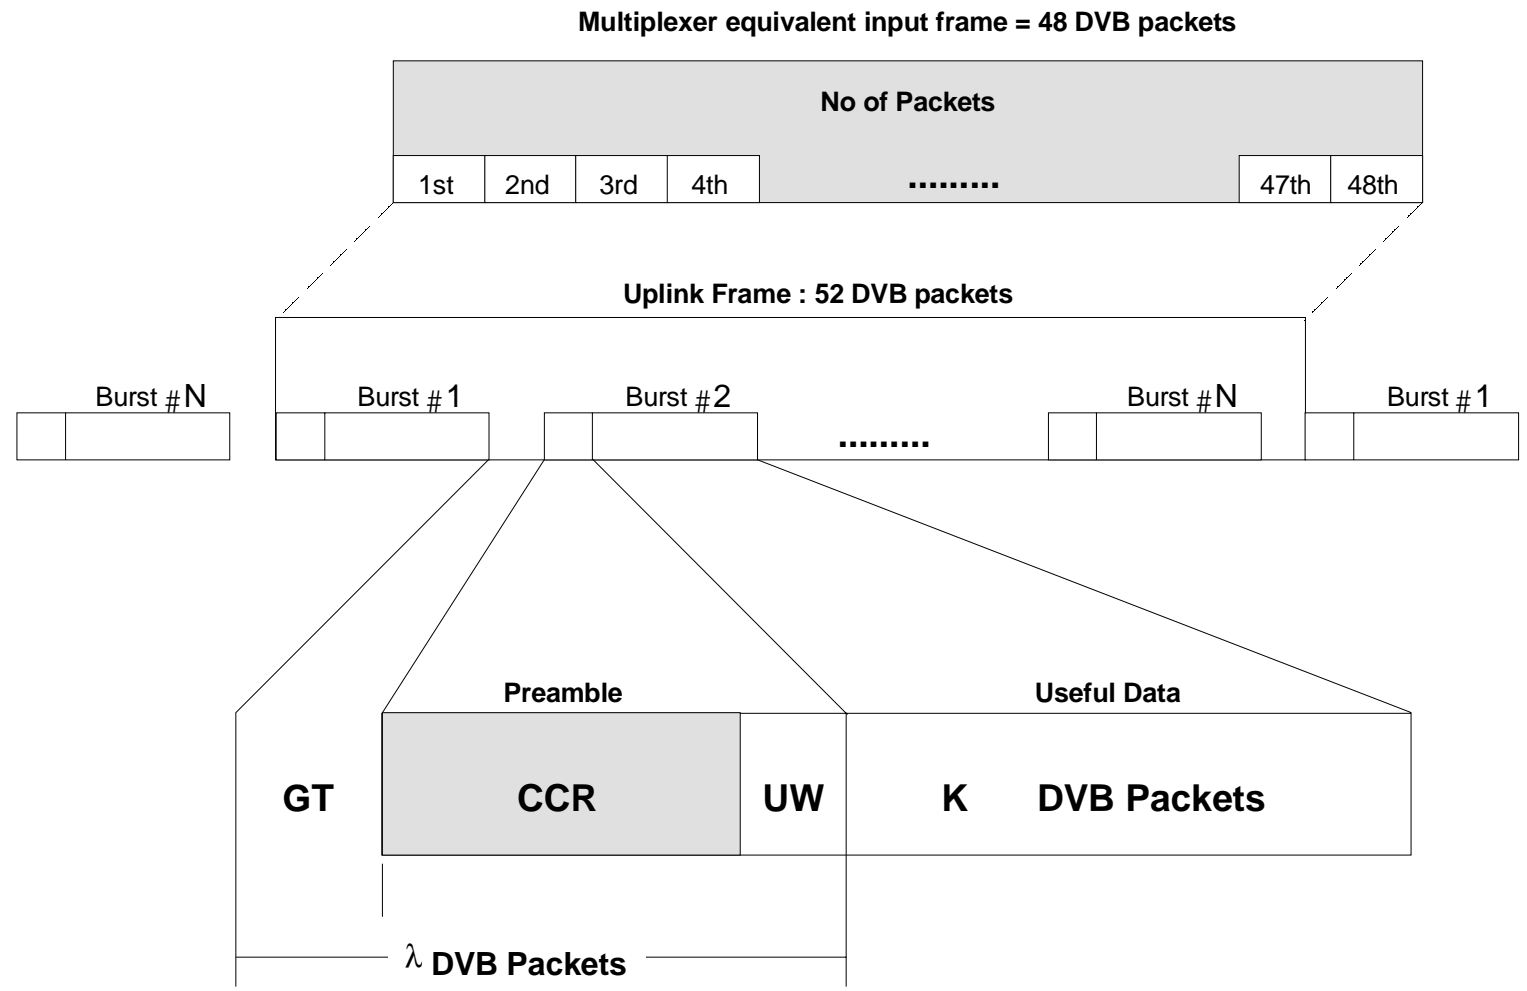 Multiplexer equivalent input frame = 48 DVB packets
No of Packets
1st 2nd 3rd 4th ......... 47th 48th
Uplink Frame : 52 DVB packets
Burst #N Burst #1 Burst #2 Burst #N Burst #1
.........
Preamble Useful Data
GT CCR UW K DVB Packets
λ DVB Packets